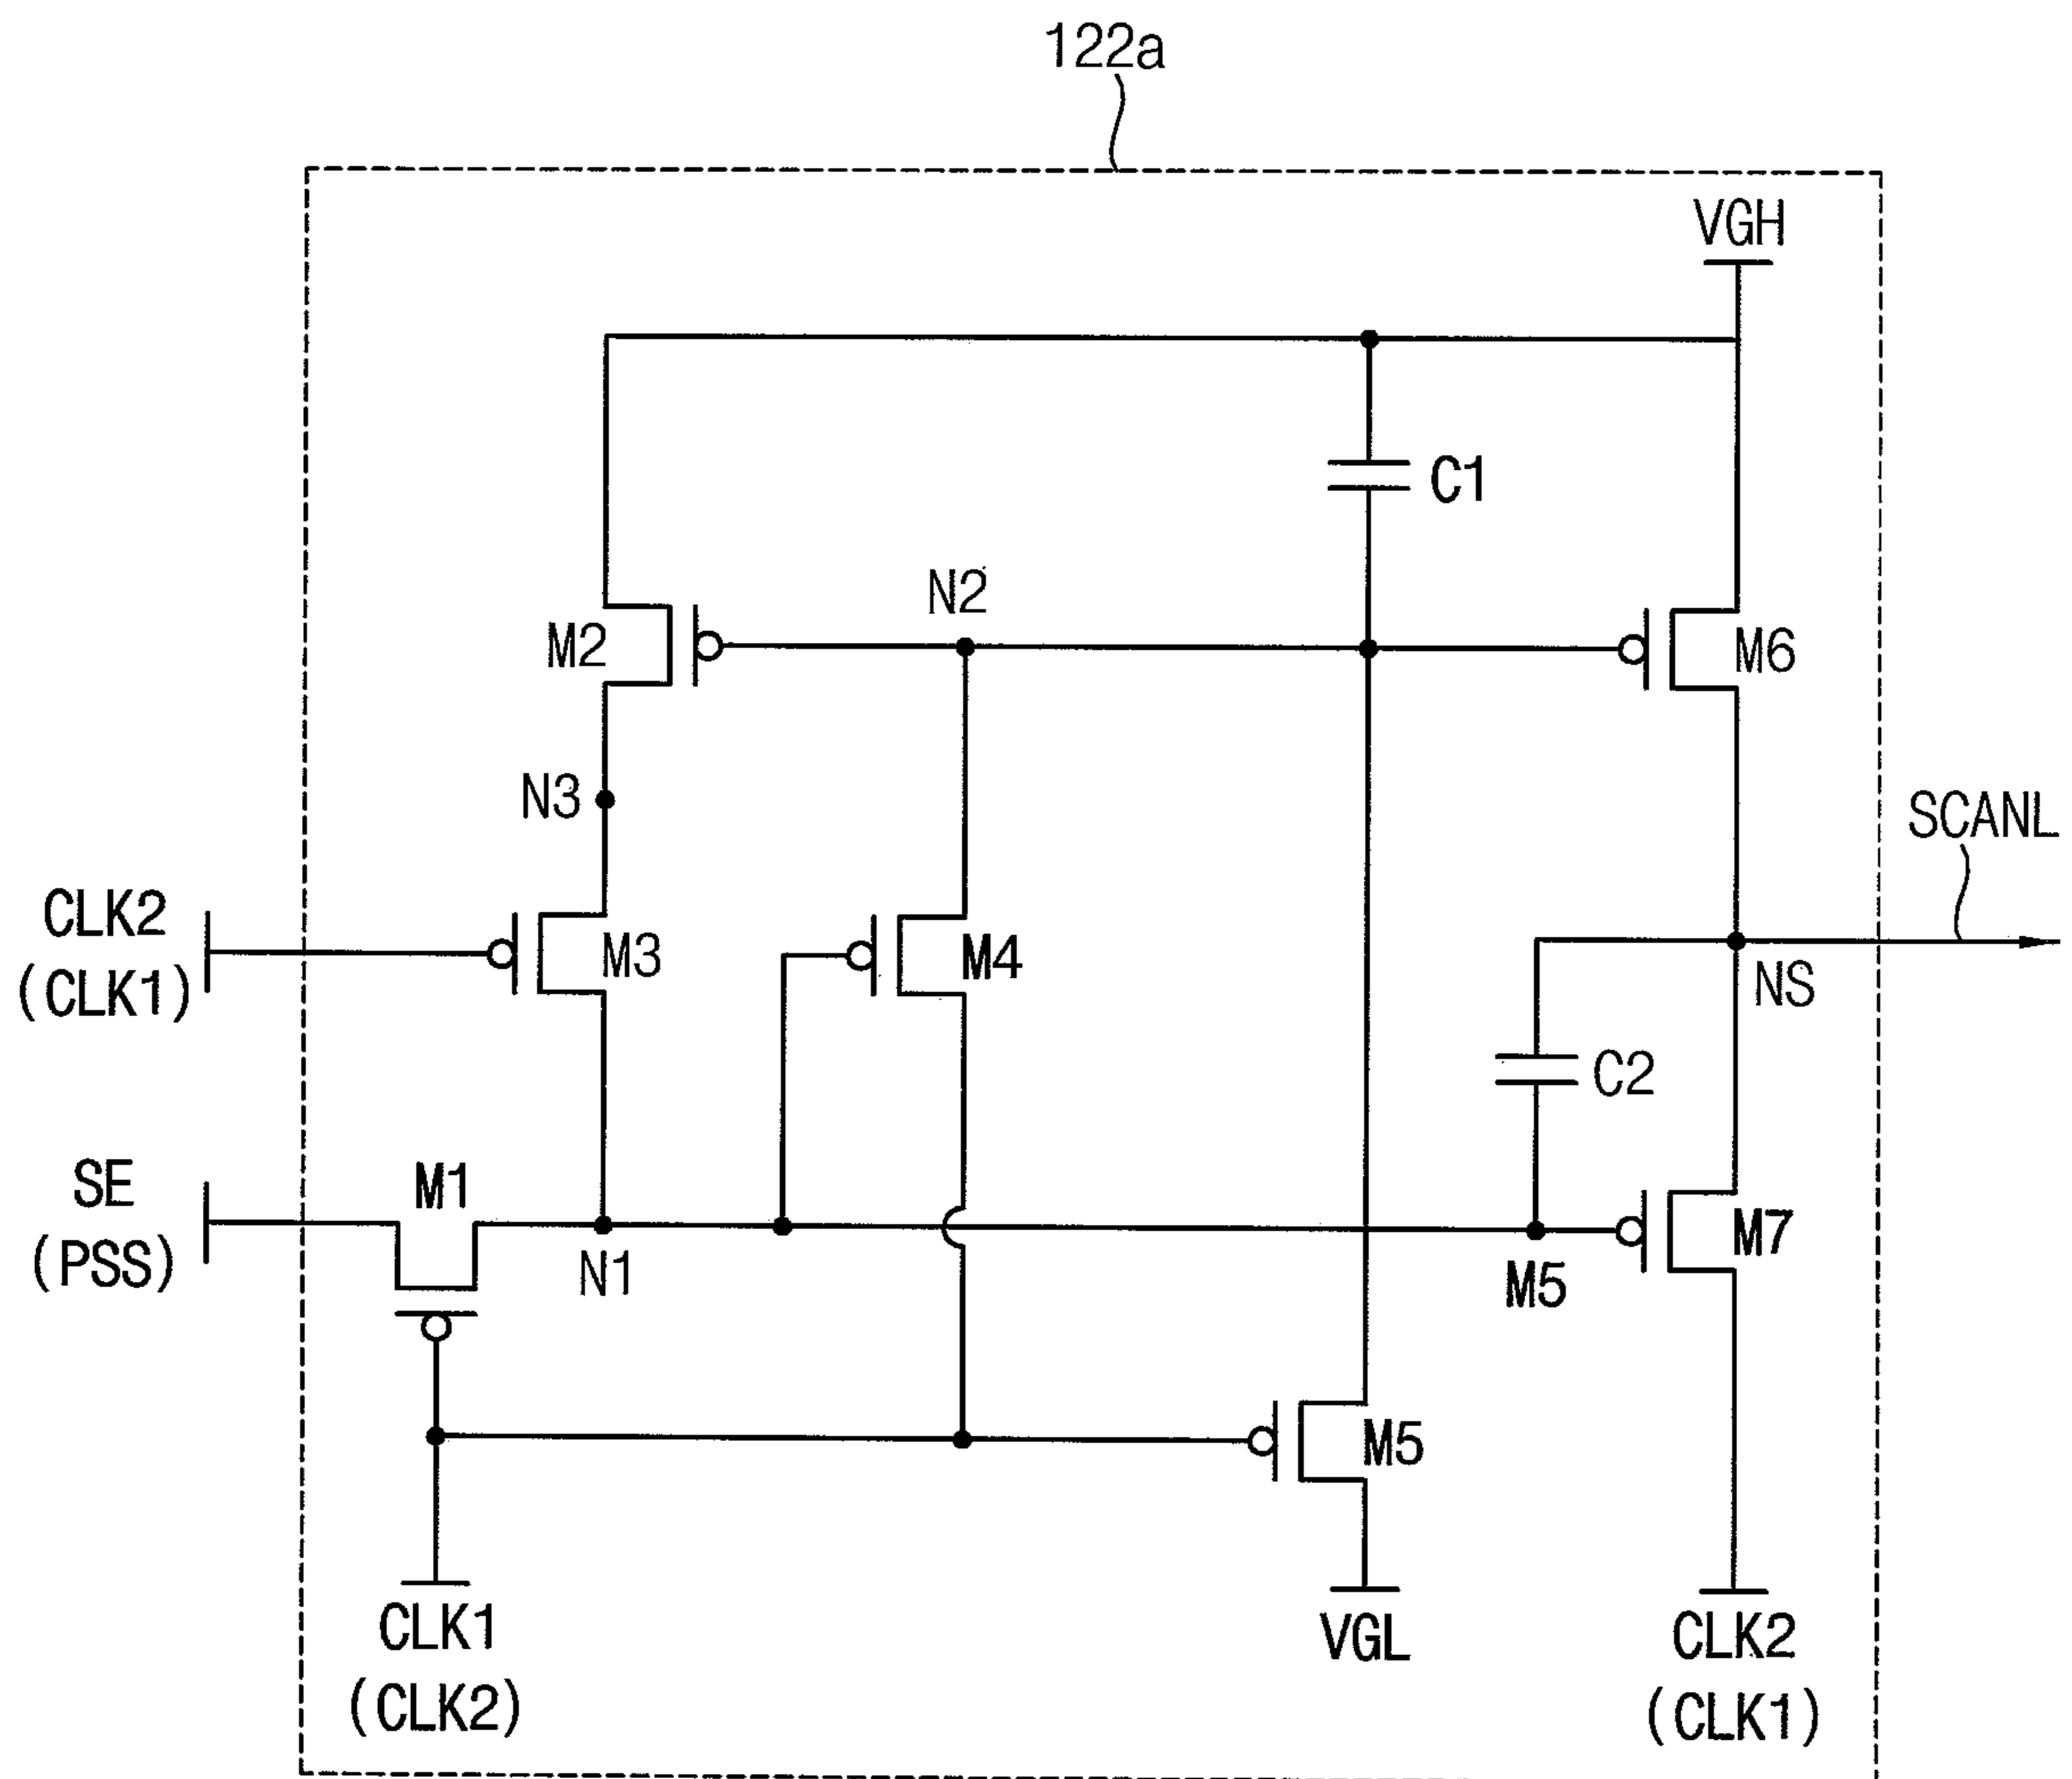 122a
VGH
C1
N2
M2
M6
N3
SCANL
CLK2
(CLK1)
M3
M4
NS
C2
SE
(PSS)
M1
N1
M5
M7
M5
CLK1
(CLK2)
VGL
CLK2
(CLK1)